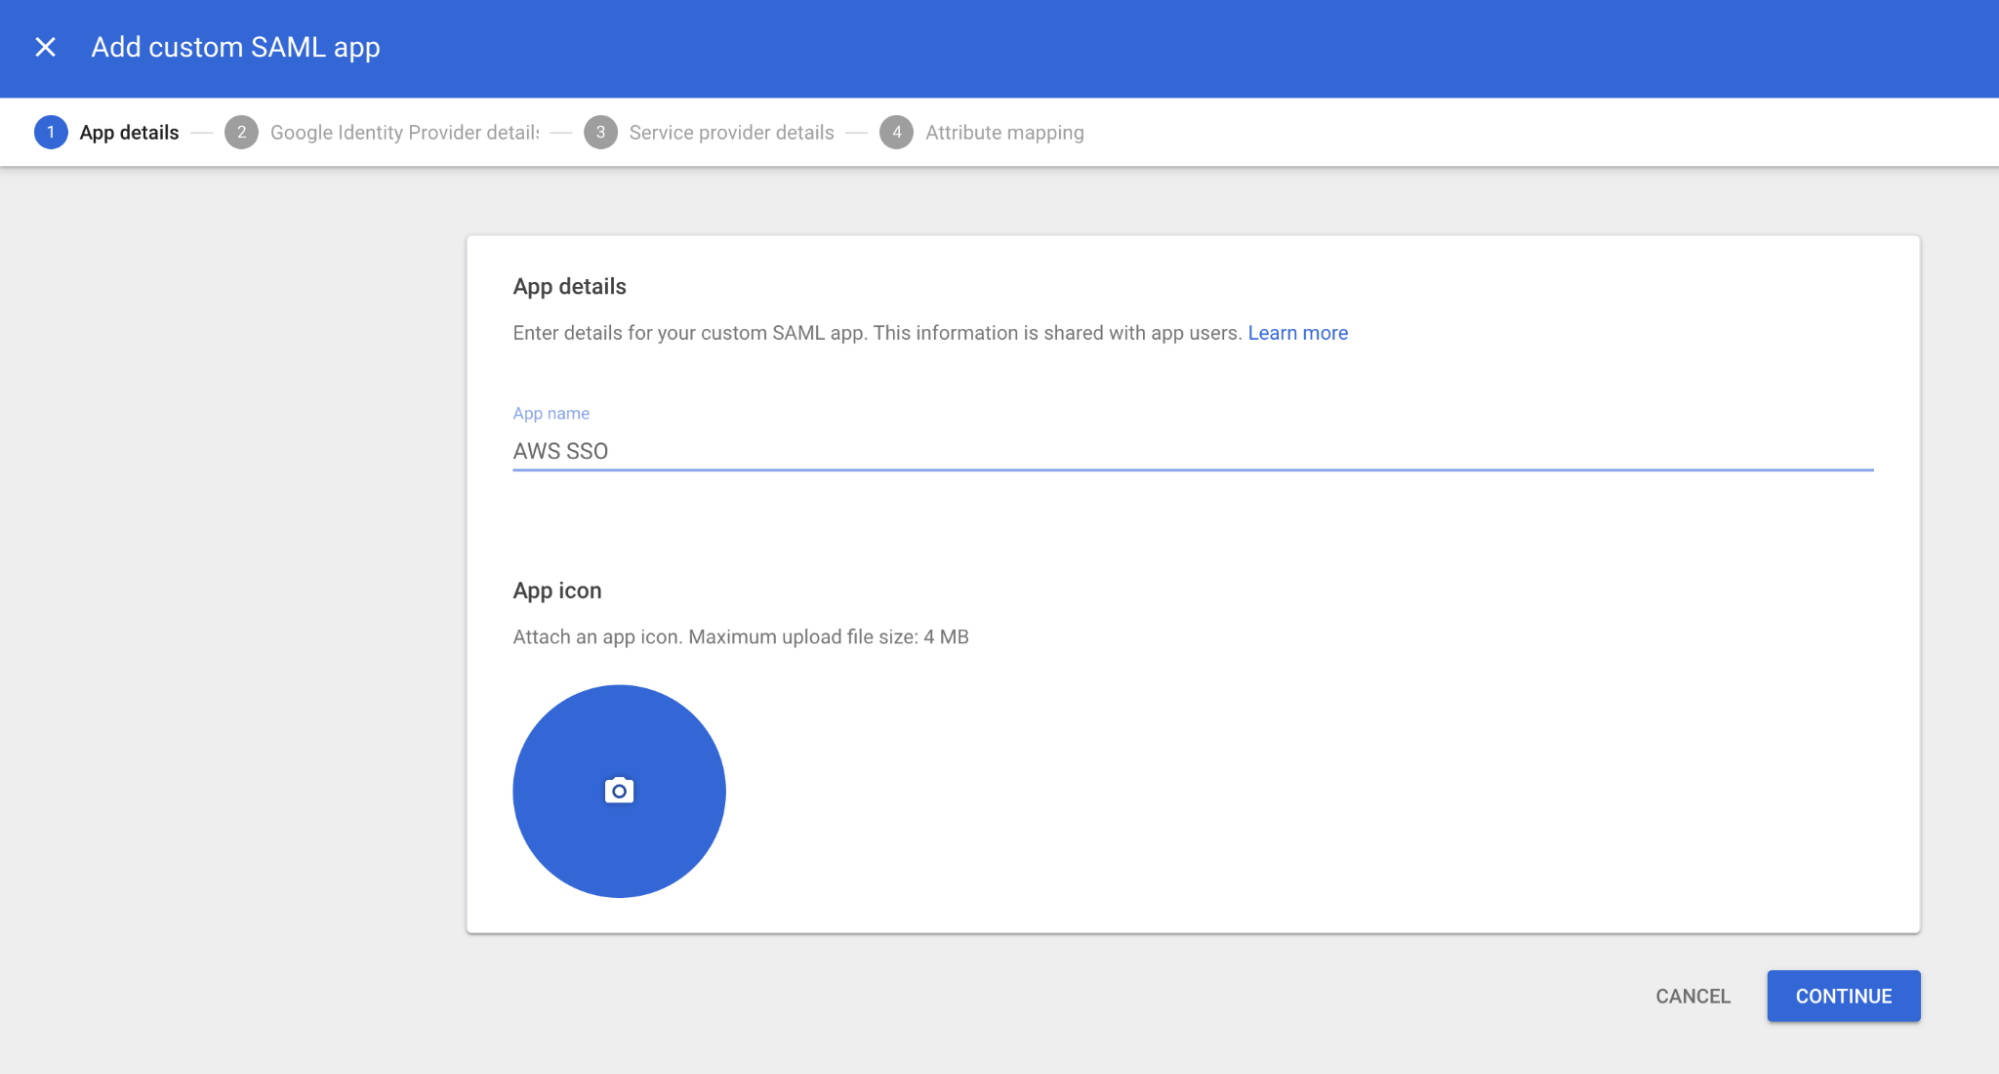 Add custom SAML app
1 App details 2 Google Identity Provider details 3 Service provider details 4 Attribute mapping
App details
Enter details for your custom SAML app. This information is shared with app users. Learn more
App name
AWS SSO
App icon
Attach an app icon. Maximum upload file size: 4 MB
CANCEL CONTINUE